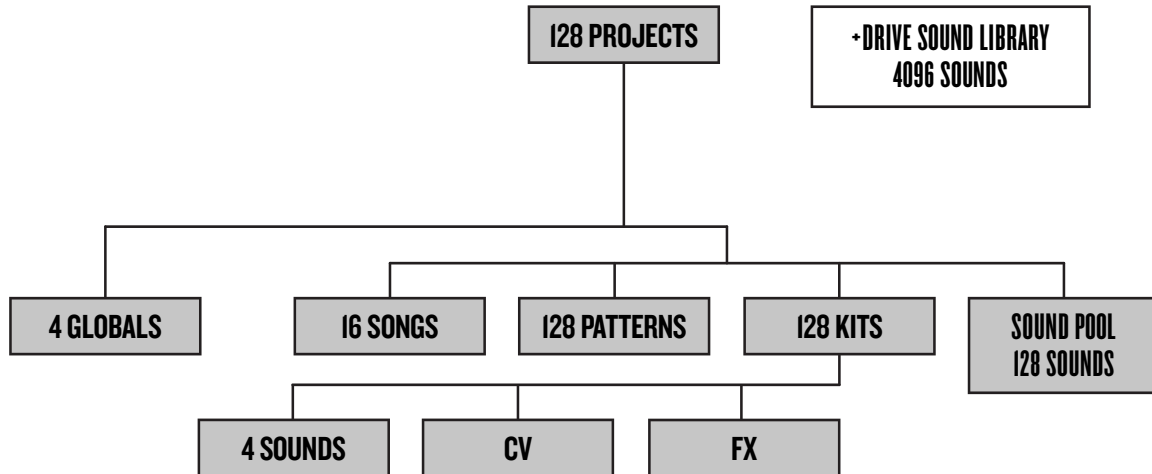 128 PROJECTS
+DRIVE SOUND LIBRARY
4096 SOUNDS
4 GLOBALS
16 SONGS
128 PATTERNS
128 KITS
SOUND POOL
128 SOUNDS
4 SOUNDS
CV
FX